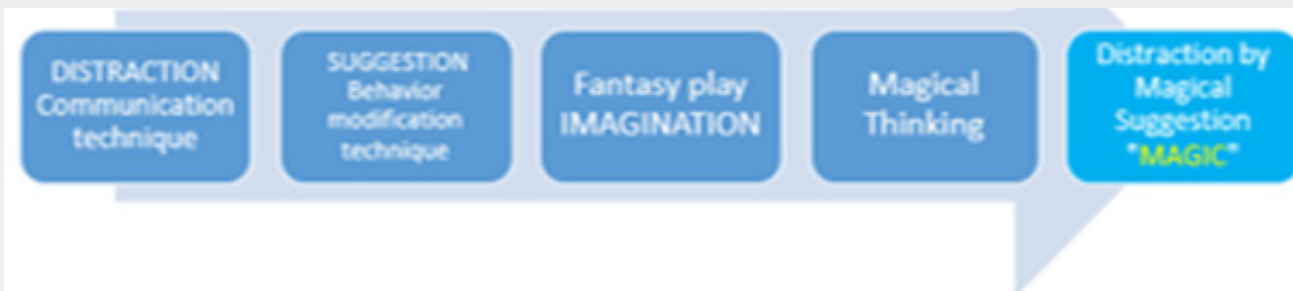 DISTRACTION
Communication
technique
SUGGESTION
Behavior
modification
technique
Fantasy play
IMAGINATION
Magical
Thinking
Distraction by
Magical
Suggestion
"MAGIC"